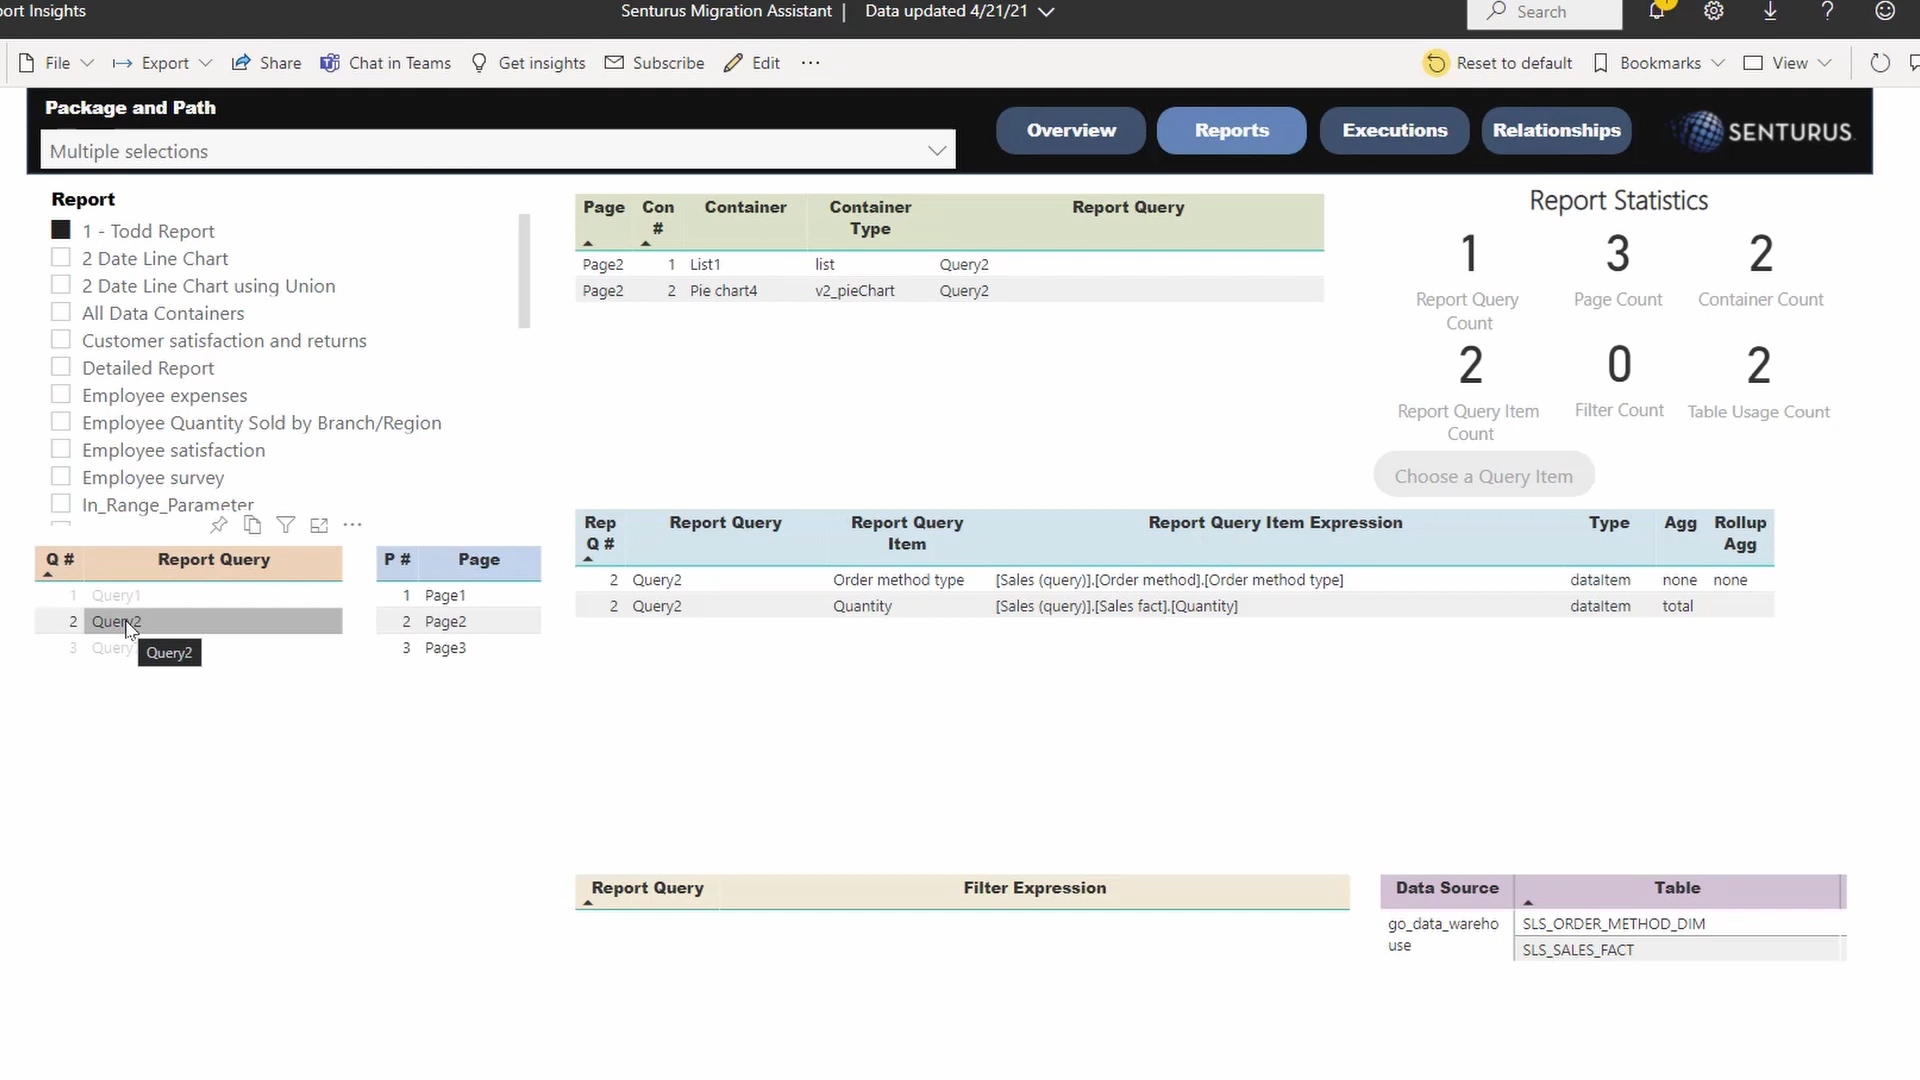 ort Insights
Senturus Migration Assistant | Data updated 4/21/21
Search
File
Export
Share
Chat in Teams
Get insights
Subscribe
Edit
Reset to default
Bookmarks
View
Package and Path
Multiple selections
Overview
Reports
Executions
Relationships
SENTURUS
Report
1 - Todd Report
2 Date Line Chart
2 Date Line Chart using Union
All Data Containers
Customer satisfaction and returns
Detailed Report
Employee expenses
Employee Quantity Sold by Branch/Region
Employee satisfaction
Employee survey
In_Range_Parameter
Page Con # Container Container Type Report Query
Page2 1 List1 list Query2
Page2 2 Pie chart4 v2_pieChart Query2
Report Statistics
1 3 2
Report Query Count
Page Count
Container Count
2 0 2
Report Query Item Count
Filter Count
Table Usage Count
Choose a Query Item
Q # Report Query
1 Query1
2 Query2
3 Query
Query2
P # Page
1 Page1
2 Page2
3 Page3
Rep Q # Report Query Report Query Item Report Query Item Expression Type Agg Rollup Agg
2 Query2 Order method type [Sales (query)].[Order method].[Order method type] dataItem none none
2 Query2 Quantity [Sales (query)].[Sales fact].[Quantity] dataItem total
Report Query Filter Expression
Data Source Table
go_data_wareho
use
SLS_ORDER_METHOD_DIM
SLS_SALES_FACT